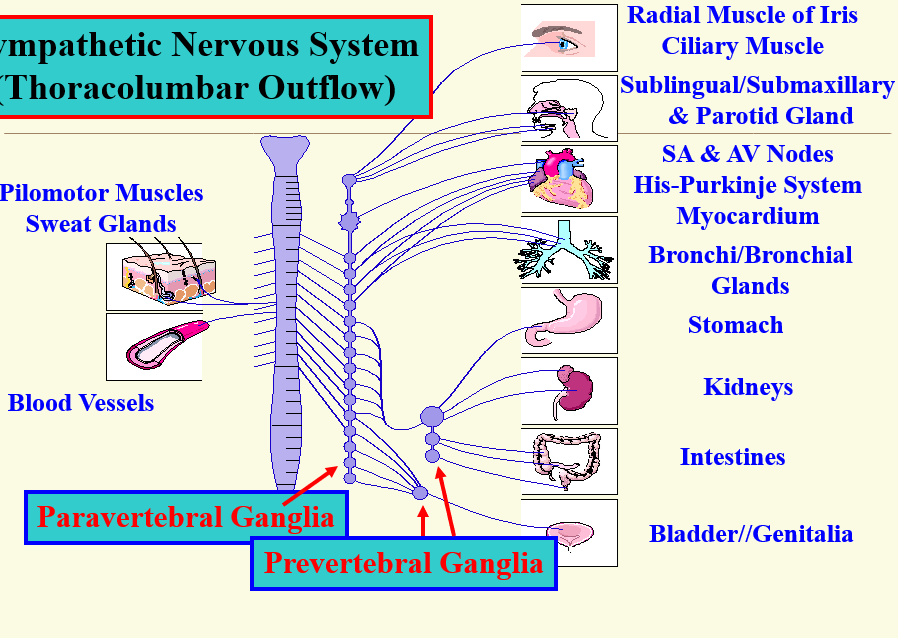 ympathetic Nervous System
(Thoracolumbar Outflow)
Radial Muscle of Iris
Ciliary Muscle
Sublingual/Submaxillary
& Parotid Gland
SA & AV Nodes
His-Purkinje System
Myocardium
Pilomotor Muscles
Sweat Glands
Bronchi/Bronchial
Glands
Stomach
Kidneys
Blood Vessels
Intestines
Paravertebral Ganglia
Bladder//Genitalia
Prevertebral Ganglia